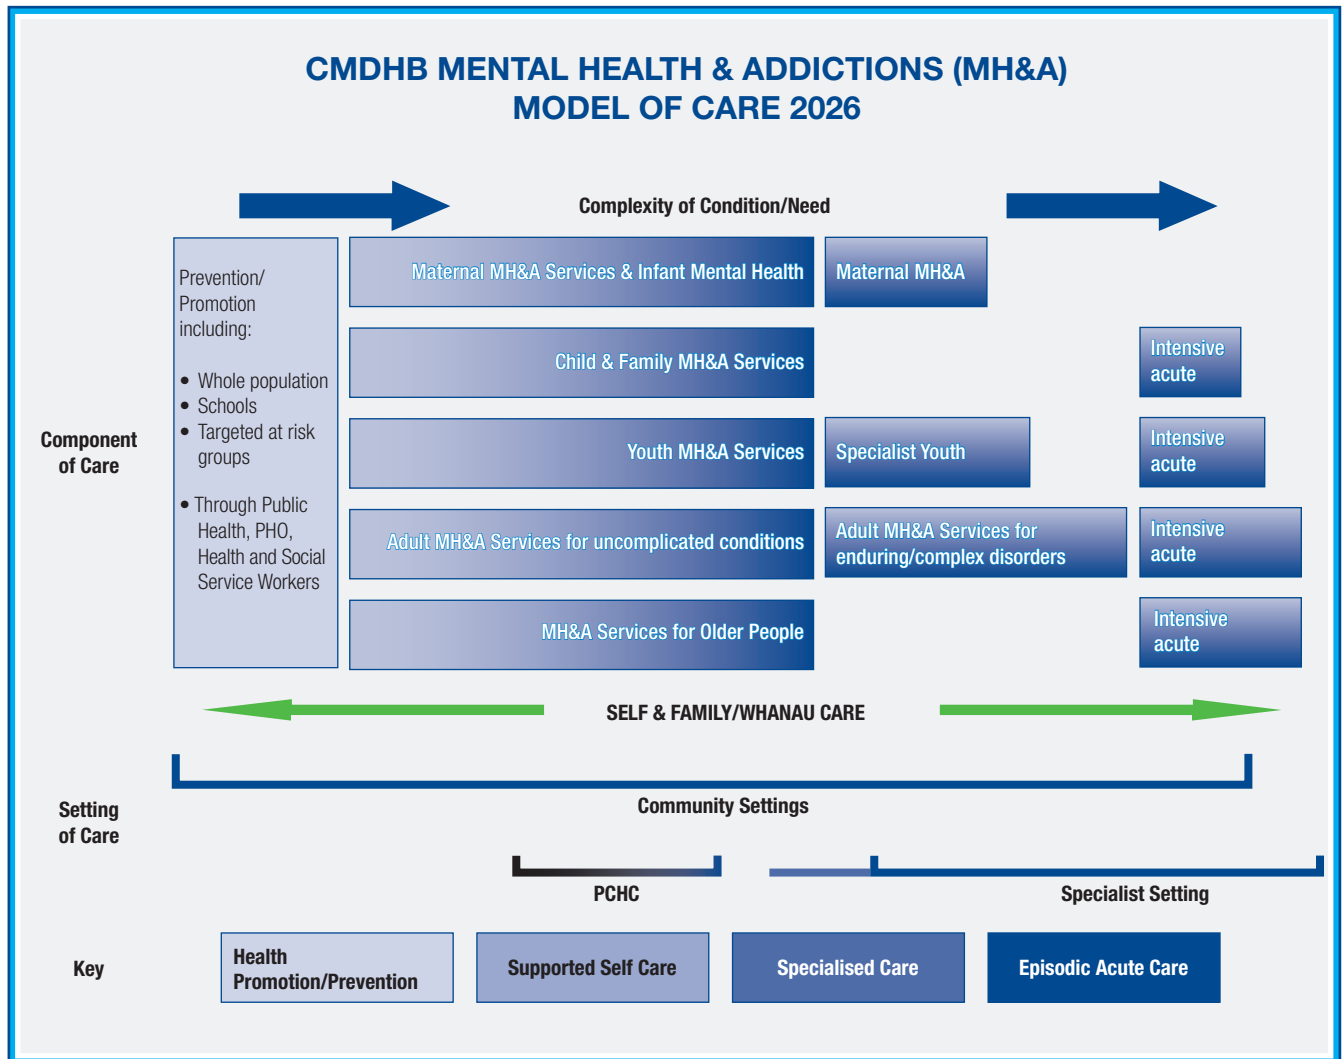 CMDHB MENTAL HEALTH & ADDICTIONS (MH&A)
MODEL OF CARE 2026
Complexity of Condition/Need
Component
of Care
Prevention/
Promotion
including:
• Whole population
• Schools
• Targeted at risk
groups
• Through Public
Health, PHO,
Health and Social
Service Workers
Maternal MH&A Services & Infant Mental Health
Maternal MH&A
Child & Family MH&A Services
Intensive
acute
Youth MH&A Services
Specialist Youth
Intensive
acute
Adult MH&A Services for uncomplicated conditions
Adult MH&A Services for
enduring/complex disorders
Intensive
acute
MH&A Services for Older People
Intensive
acute
SELF & FAMILY/WHANAU CARE
Setting
of Care
Community Settings
PCHC
Specialist Setting
Key
Health
Promotion/Prevention
Supported Self Care
Specialised Care
Episodic Acute Care